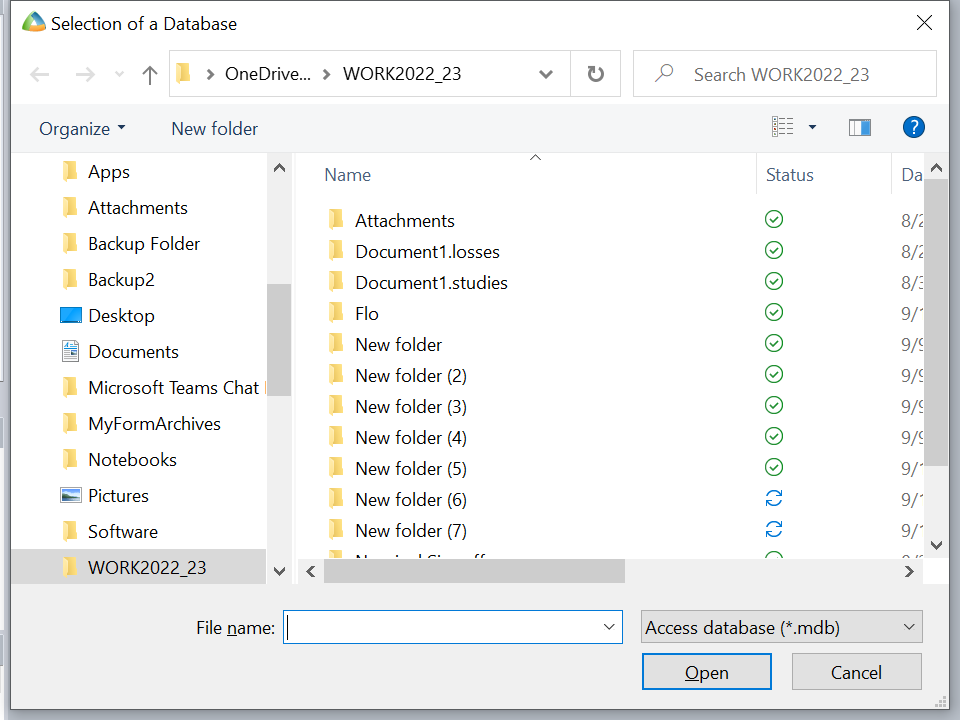 Selection of a Database
OneDrive... WORK2022_23
Search WORK2022_23
Organize New folder
?
Apps
Attachments
Backup Folder
Backup2
Desktop
Documents
Microsoft Teams Chat
MyFormArchives
Notebooks
Pictures
Software
WORK2022_23
Name Status Da
Attachments 8/2
Document1.losses 8/2
Document1.studies 8/3
Flo 9/1
New folder 9/9
New folder (2) 9/9
New folder (3) 9/9
New folder (4) 9/9
New folder (5) 9/1
New folder (6) 9/1
New folder (7) 9/1
File name:
Access database (*.mdb)
Open Cancel